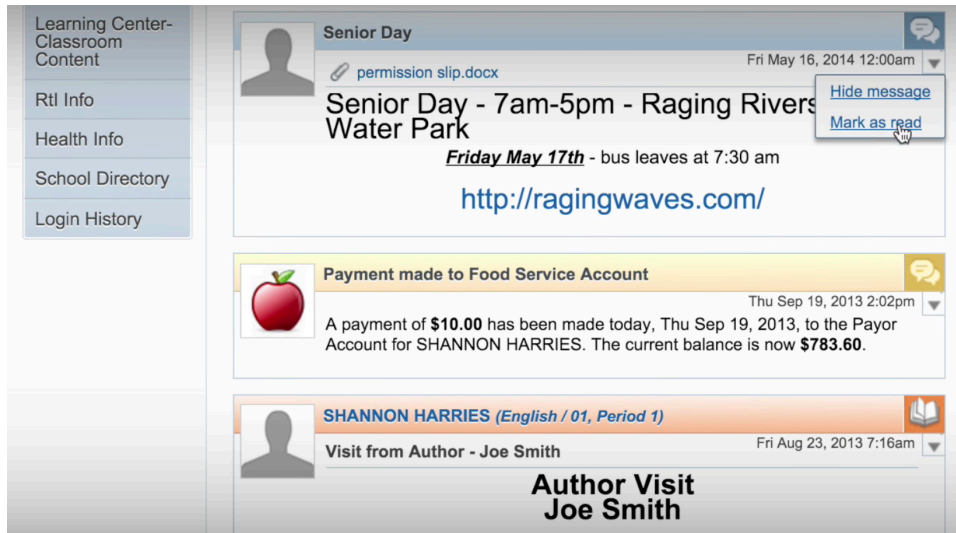 Learning Center-
Classroom
Content
RtI Info
Health Info
School Directory
Login History
Senior Day
Fri May 16, 2014 12:00am
permission slip.docx
Hide message
Mark as read
Senior Day - 7am-5pm - Raging Rivers
Water Park
Friday May 17th - bus leaves at 7:30 am
http://ragingwaves.com/
Payment made to Food Service Account
Thu Sep 19, 2013 2:02pm
A payment of $10.00 has been made today, Thu Sep 19, 2013, to the Payor
Account for SHANNON HARRIES. The current balance is now $783.60.
SHANNON HARRIES (English / 01, Period 1)
Fri Aug 23, 2013 7:16am
Visit from Author - Joe Smith
Author Visit
Joe Smith